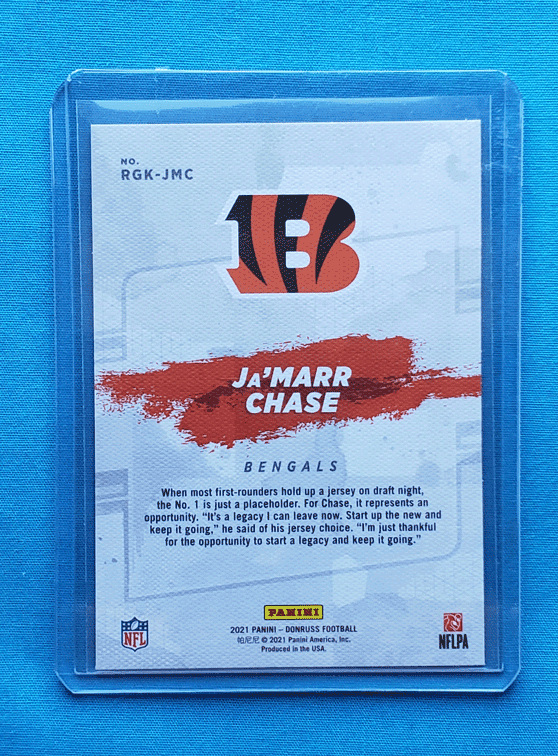 NO.
RGK-JMC
B
JA'MARR
CHASE
BENGALS
When most first-rounders hold up a jersey on draft night,
the No. 1 is just a placeholder. For Chase, it represents an
opportunity. “It's a legacy I can leave now. Start up the new and
keep it going,” he said of his jersey choice. “I'm just thankful
for the opportunity to start a legacy and keep it going.”
PANINI
2021 PANINI – DONRUSS FOOTBALL
帕尼尼 © 2021 Panini America, Inc.
Produced in the USA.
NFL
NFLPA